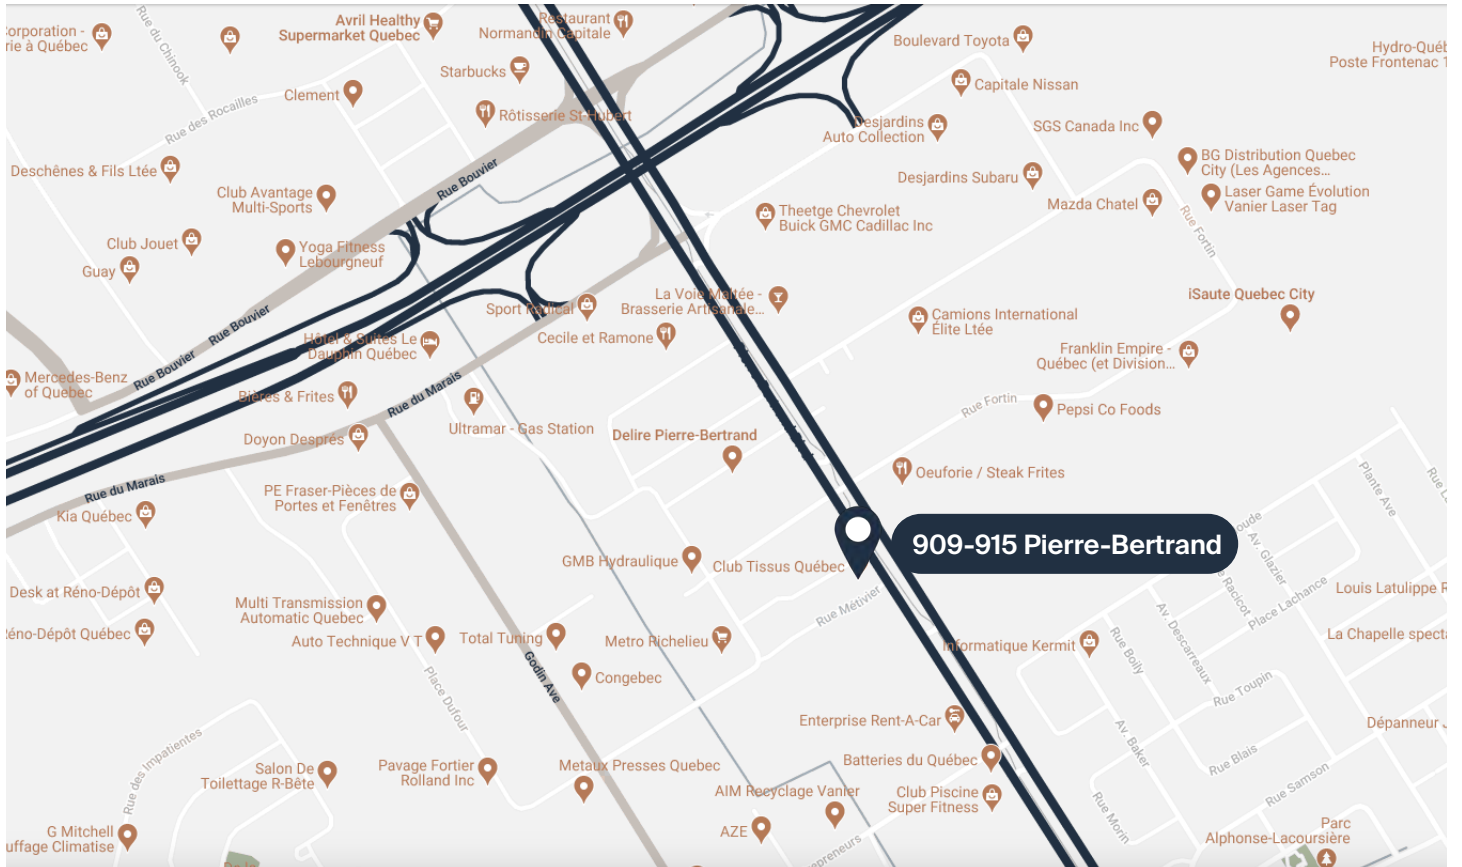 Corporation -
rie à Québec
Rue du Chinook
Avril Healthy
Supermarket Quebec
Restaurant
Normandin Capitale
Boulevard Toyota
Hydro-Québ
Poste Frontenac 1
Starbucks
Clement
Capitale Nissan
Rue des Rocailles
Rôtisserie St-Hubert
Desjardins
Auto Collection
SGS Canada Inc
Deschênes & Fils Ltée
Rue Bouvier
BG Distribution Quebec
City (Les Agences...
Desjardins Subaru
Club Avantage
Multi-Sports
Mazda Chatel
Laser Game Évolution
Vanier Laser Tag
Theetge Chevrolet
Buick GMC Cadillac Inc
Rue Fortin
Club Jouet
Guay
Yoga Fitness
Lebourgneuf
Sport Radical
La Voie Maltée -
Brasserie Artisanale...
iSaute Quebec City
Rue Bouvier
Camions International
Élite Ltée
Hôtel & Suites Le
Dauphin Québec
Cecile et Ramone
Franklin Empire -
Québec (et Division...
Rue Bouvier
Mercedes-Benz
of Quebec
Bières & Frites
Rue du Marais
Rue Fortin
Pepsi Co Foods
Doyon Després
Ultramar - Gas Station
Delire Pierre-Bertrand
Oeuforie / Steak Frites
Plante Ave
Rue du Marais
PE Fraser-Pièces de
Portes et Fenêtres
Kia Québec
909-915 Pierre-Bertrand
Av. Glazier
GMB Hydraulique
Club Tissus Québec
Desk at Réno-Dépôt
Rue Métivier
Racicot
Place Lachance
Louis Latulippe R
Multi Transmission
Automatic Quebec
Réno-Dépôt Québec
Auto Technique V T
Total Tuning
Metro Richelieu
Informatique Kermit
Rue Boily
Av. Descarreaux
La Chapelle specta
Godin Ave
Congebec
Place Dufour
Rue Toupin
Enterprise Rent-A-Car
Av. Baker
Dépanneur J
Rue des Impatientes
Salon De
Toilettage R-Bête
Pavage Fortier
Rolland Inc
Metaux Presses Quebec
Batteries du Québec
Rue Blais
Rue Samson
AIM Recyclage Vanier
Club Piscine
Super Fitness
Rue Morin
G Mitchell
uffage Climatise
AZE
Parc
Alphonse-Lacoursière